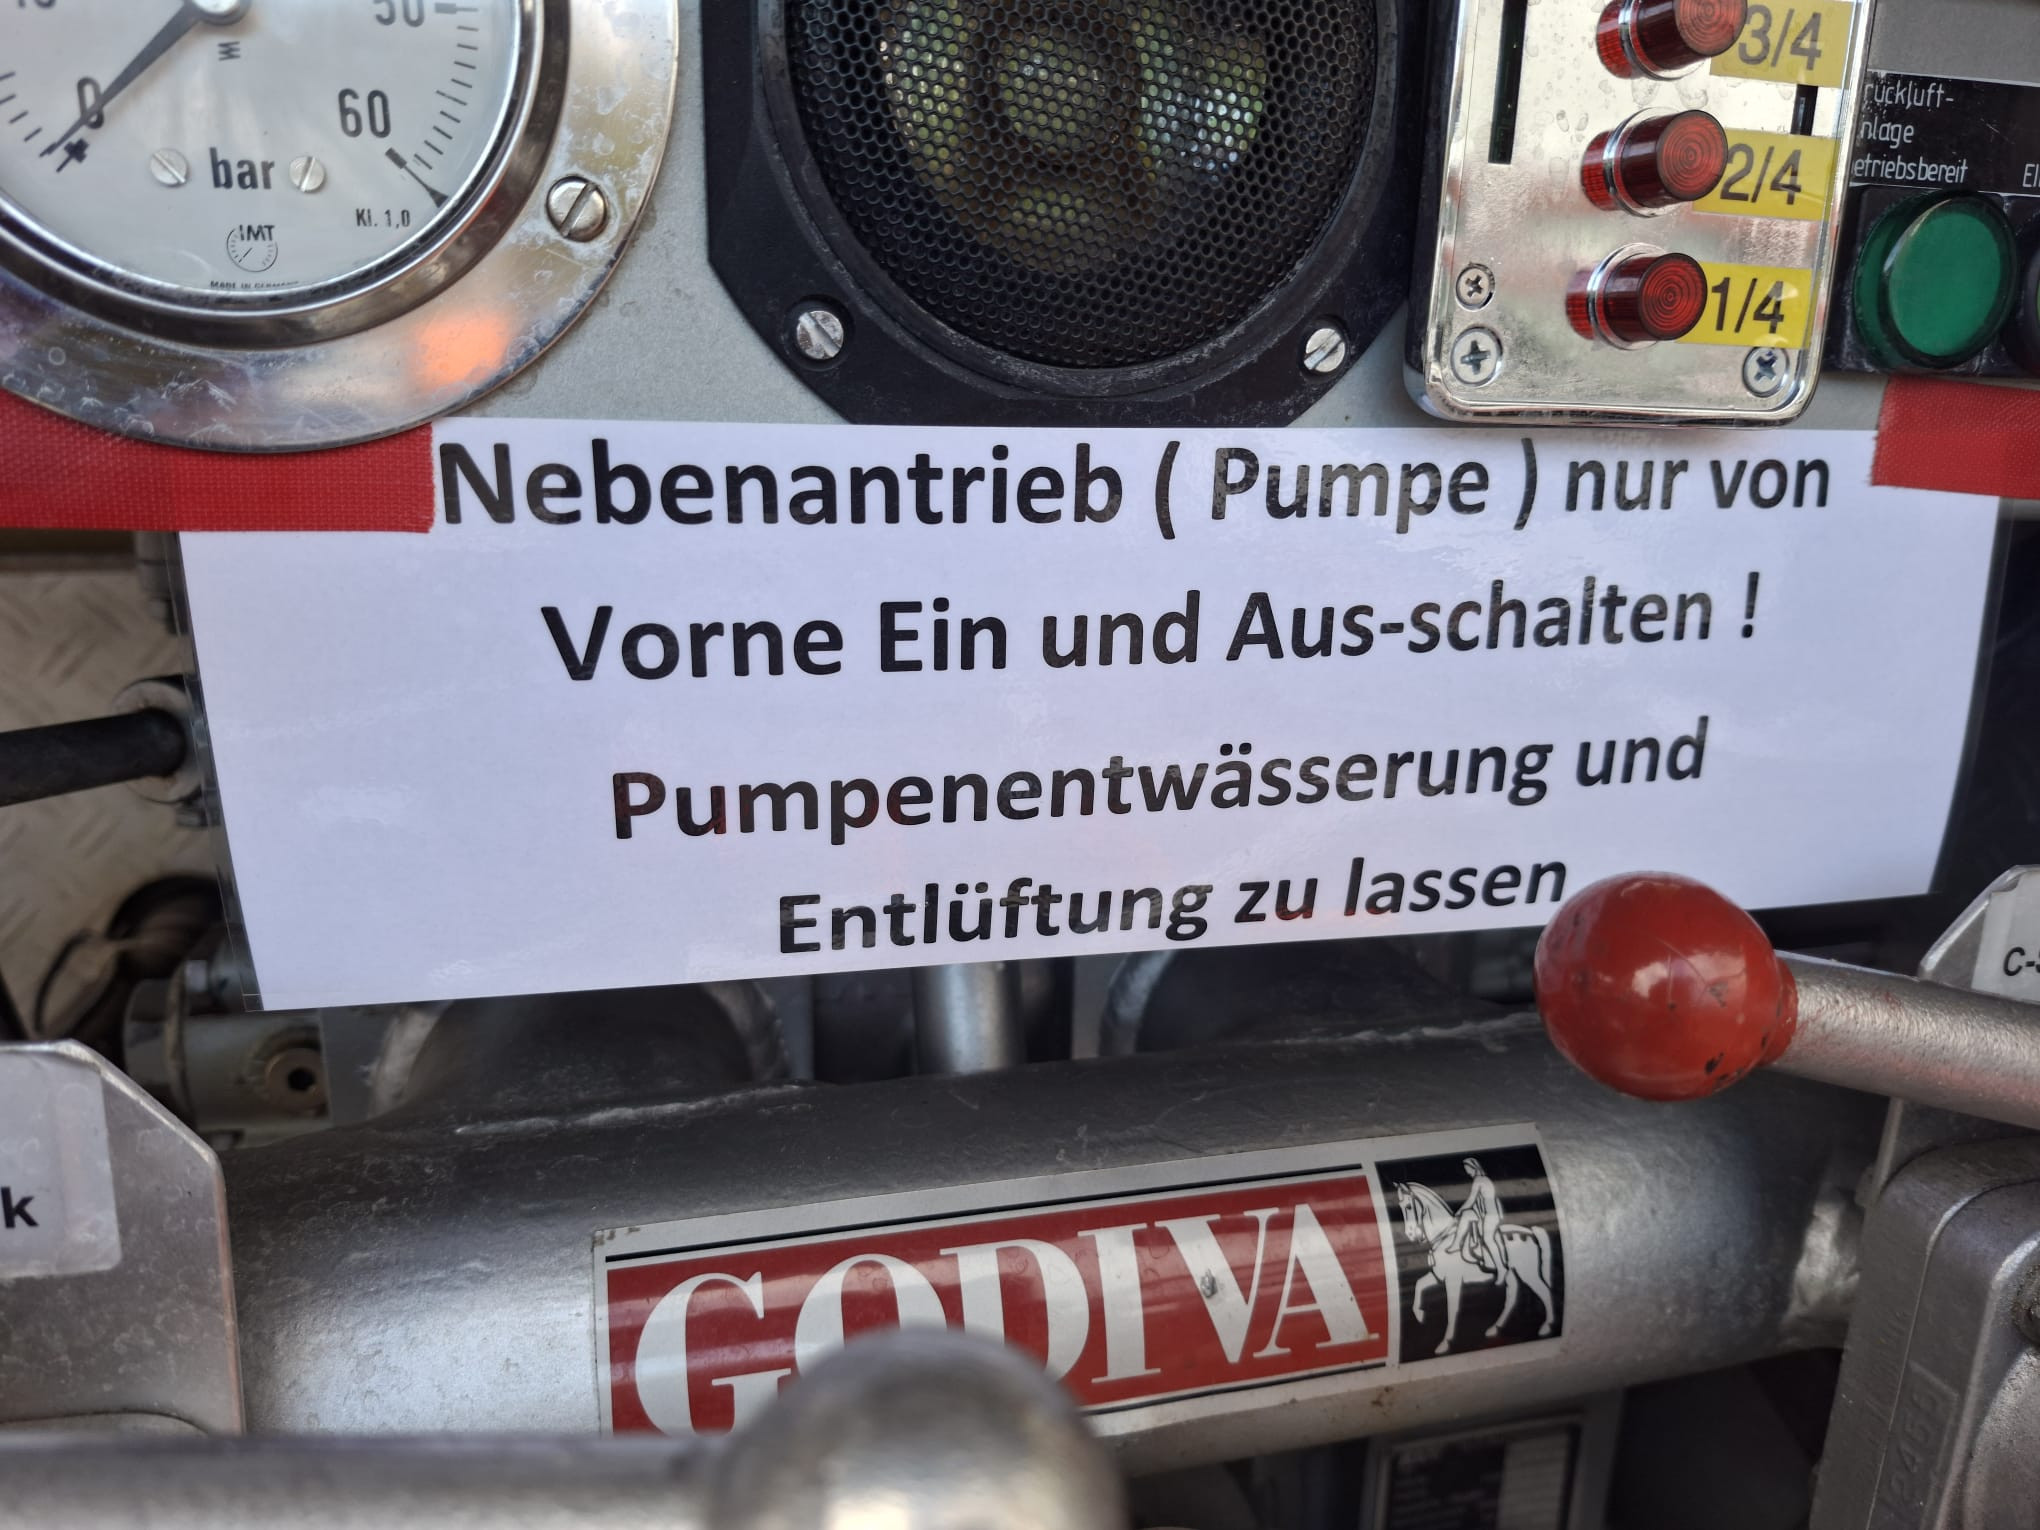 50
0
60
bar
Kl. 1,0
IMT
MADE IN GERMANY
3/4
2/4
1/4
Nebenantrieb ( Pumpe ) nur von
Vorne Ein und Aus-schalten !
Pumpenentwässerung und
Entlüftung zu lassen
GODIVA